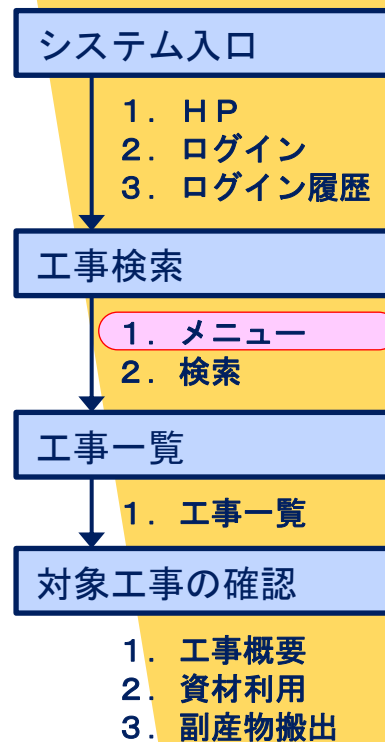 システム入口
１．ＨＰ
２．ログイン
３．ログイン履歴
工事検索
１．メニュー
２．検索
工事一覧
１．工事一覧
対象工事の確認
１．工事概要
２．資材利用
３．副産物搬出